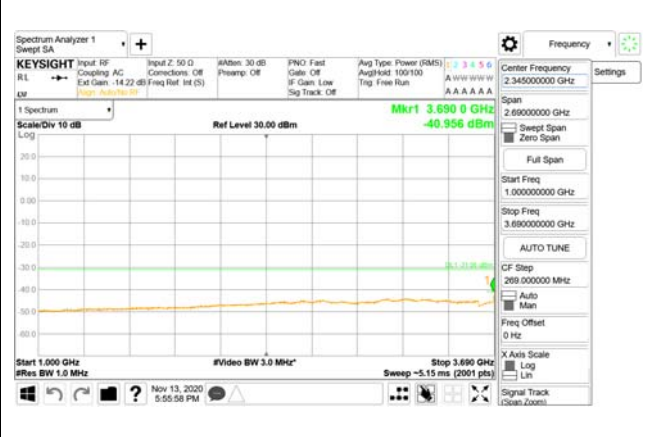 Spectrum Analyzer 1
Swept SA
Frequency
KEYSIGHT
RL
Input: RF
Coupling: AC
Ext Gain: -14.22 dB
Align: Auto/No RF
Input Z: 50 Ω
Corrections: Off
Freq Ref: Int (S)
#Atten: 30 dB
Preamp: Off
PNO: Fast
Gate: Off
IF Gain: Low
Sig Track: Off
Avg Type: Power (RMS)
Avg|Hold: 100/100
Trig: Free Run
1 2 3 4 5 6
A W W W W W
A A A A A A
1 Spectrum
Scale/Div 10 dB
Log
Ref Level 30.00 dBm
Mkr1 3.690 0 GHz
-40.956 dBm
20.0
10.0
0.00
-10.0
-20.0
-30.0
-40.0
-50.0
-60.0
1
Start 1.000 GHz
#Res BW 1.0 MHz
#Video BW 3.0 MHz*
Stop 3.690 GHz
Sweep ~5.15 ms (2001 pts)
Nov 13, 2020
5:55:58 PM
Center Frequency
2.345000000 GHz
Settings
Span
2.69000000 GHz
Swept Span
Zero Span
Full Span
Start Freq
1.000000000 GHz
Stop Freq
3.690000000 GHz
AUTO TUNE
CF Step
269.000000 MHz
Auto
Man
Freq Offset
0 Hz
X Axis Scale
Log
Lin
Signal Track
(Span Zoom)